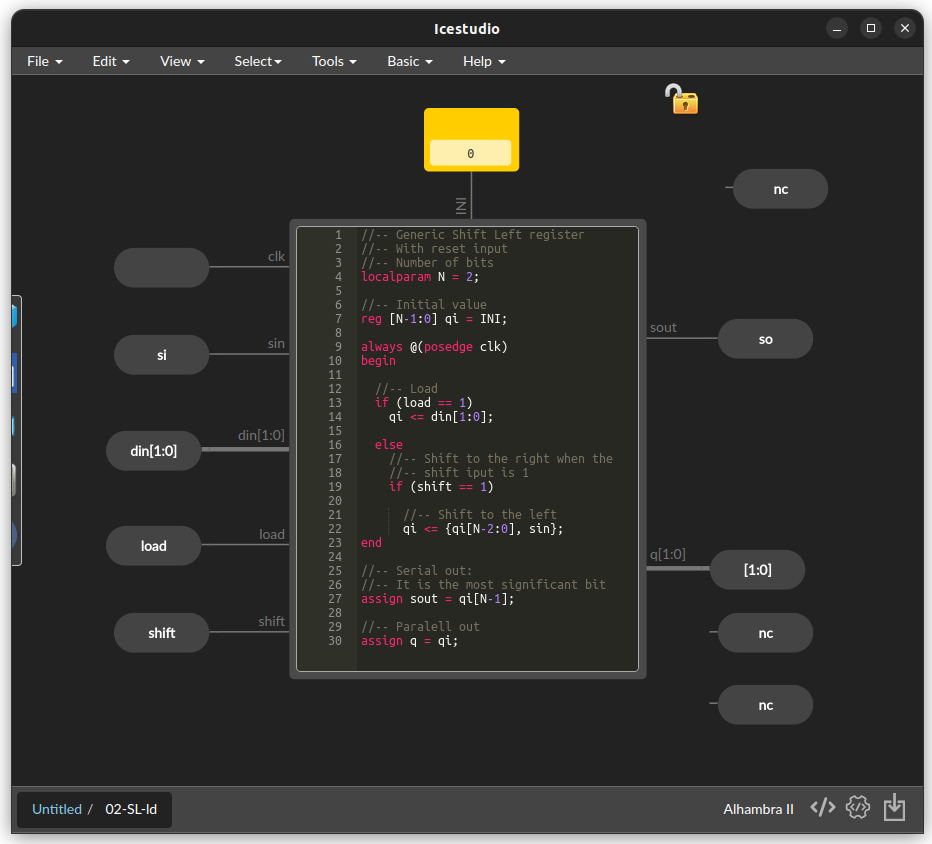 Icestudio
File Edit View Select Tools Basic Help
0
INI
nc
clk
si
sin
din[1:0]
din[1:0]
load
load
shift
shift
1 //-- Generic Shift Left register
2 //-- With reset input
3 //-- Number of bits
4 localparam N = 2;
5
6 //-- Initial value
7 reg [N-1:0] qi = INI;
8
9 always @(posedge clk)
10 begin
11
12 //-- Load
13 if (load == 1)
14 qi <= din[1:0];
15
16 else
17 //-- Shift to the right when the
18 //-- shift iput is 1
19 if (shift == 1)
20
21 //-- Shift to the left
22 qi <= {qi[N-2:0], sin};
23 end
24
25 //-- Serial out:
26 //-- It is the most significant bit
27 assign sout = qi[N-1];
28
29 //-- Paralell out
30 assign q = qi;
sout
so
q[1:0]
[1:0]
nc
nc
Untitled / 02-SL-ld
Alhambra II </>